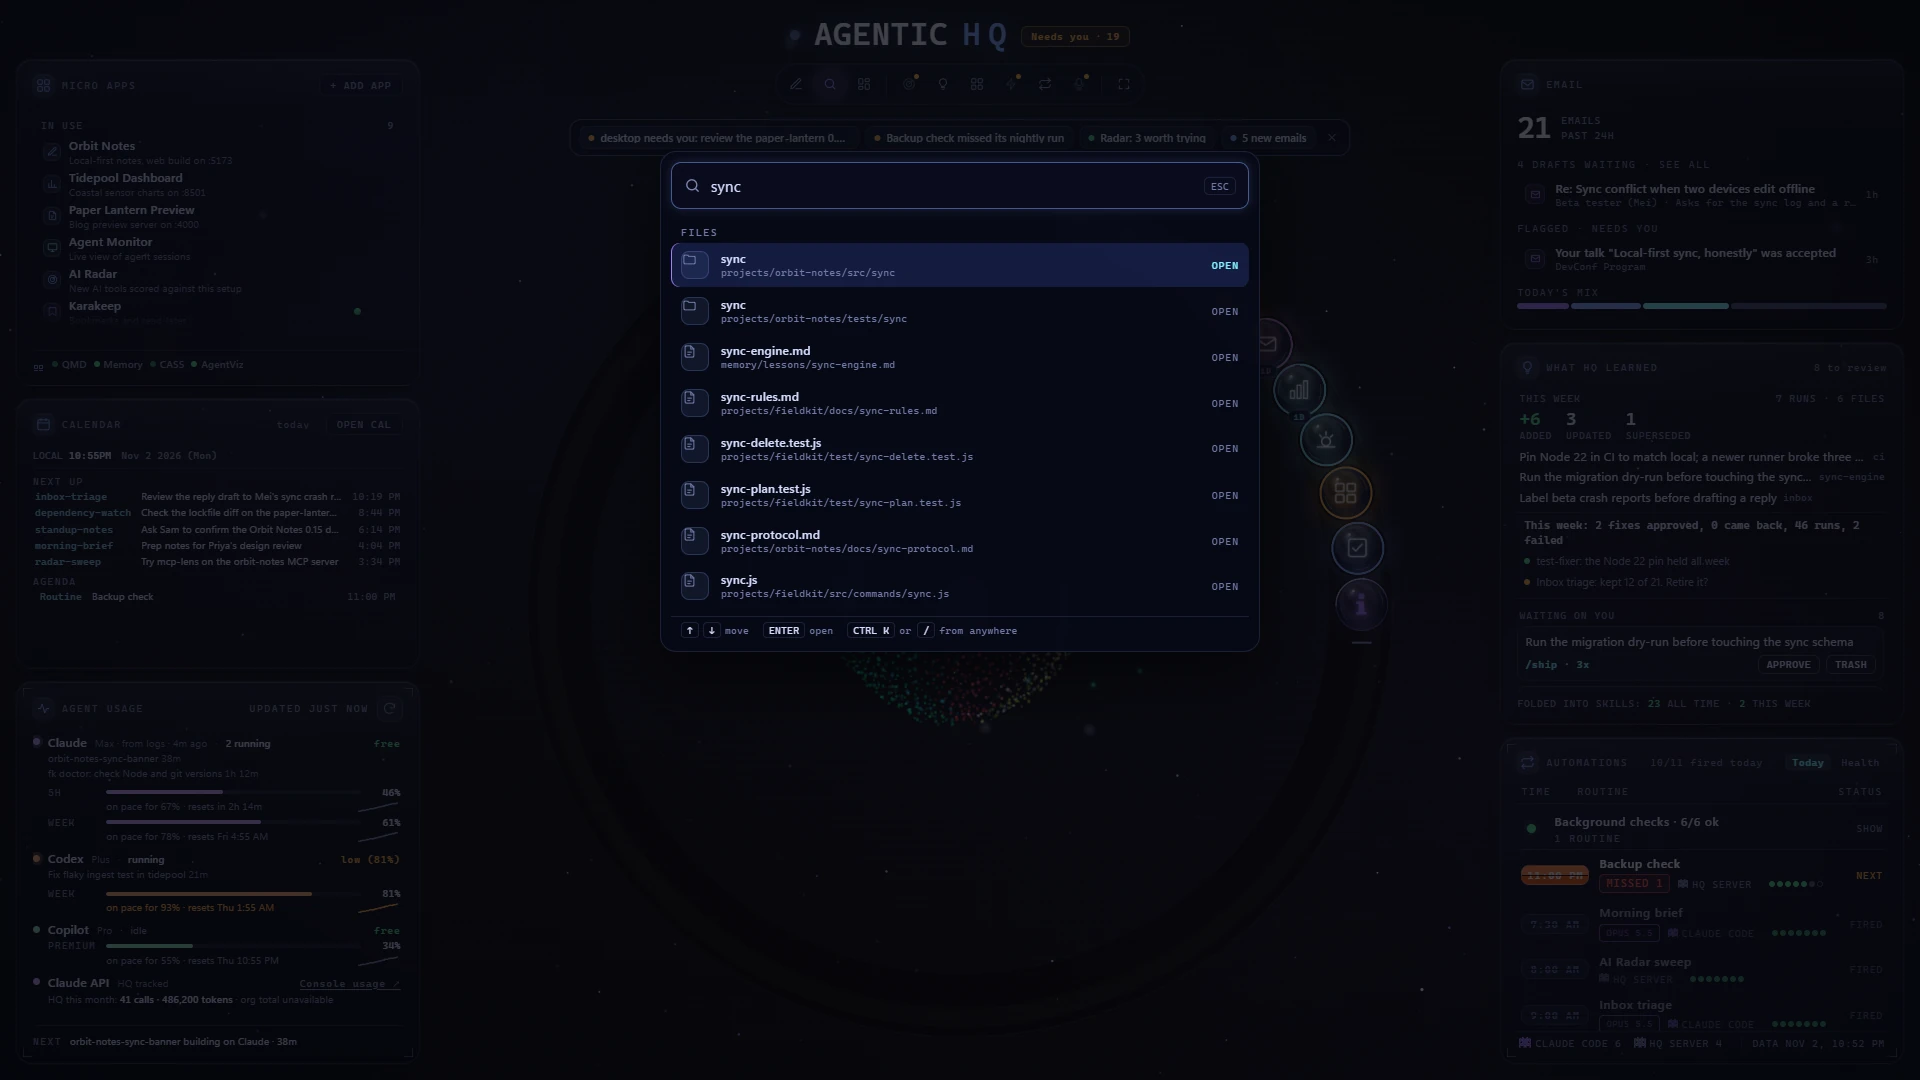 AGENTIC HQ
Needs you · 19
desktop needs you: review the paper-lantern 0....
Backup check missed its nightly run
Radar: 3 worth trying
5 new emails
sync
ESC
FILES
sync
projects/orbit-notes/src/sync
OPEN
sync
projects/orbit-notes/tests/sync
OPEN
sync-engine.md
memory/lessons/sync-engine.md
OPEN
sync-rules.md
projects/fieldkit/docs/sync-rules.md
OPEN
sync-delete.test.js
projects/fieldkit/test/sync-delete.test.js
OPEN
sync-plan.test.js
projects/fieldkit/test/sync-plan.test.js
OPEN
sync-protocol.md
projects/orbit-notes/docs/sync-protocol.md
OPEN
sync.js
projects/fieldkit/src/commands/sync.js
OPEN
↑ ↓ move ENTER open CTRL K or / from anywhere
MICRO APPS
+ ADD APP
IN USE 9
Orbit Notes
Local-first notes, web build on :5173
Tidepool Dashboard
Coastal sensor charts on :8501
Paper Lantern Preview
Blog preview server on :4000
Agent Monitor
Live view of agent sessions
AI Radar
New AI tools scored against this setup
Karakeep
QMD Memory CASS AgentViz
CALENDAR today OPEN CAL
LOCAL 10:55PM Nov 2 2026 (Mon)
NEXT UP
inbox-triage Review the reply draft to Mei's sync crash r... 10:19 PM
dependency-watch Check the lockfile diff on the paper-lanter... 8:44 PM
standup-notes Ask Sam to confirm the Orbit Notes 0.15 d... 6:14 PM
morning-brief Prep notes for Priya's design review 4:04 PM
radar-sweep Try mcp-lens on the orbit-notes MCP server 3:34 PM
AGENDA
Routine Backup check 11:00 PM
AGENT USAGE UPDATED JUST NOW
Claude Max · from logs · 4m ago 2 running free
orbit-notes-sync-banner 38m
fk doctor: check Node and git versions 1h 12m
5H 46%
on pace for 67% · resets in 2h 14m
WEEK 61%
on pace for 78% · resets Fri 4:55 AM
Codex Plus running low (81%)
Fix flaky ingest test in tidepool 21m
WEEK 81%
on pace for 93% · resets Thu 1:55 AM
Copilot Pro · idle free
PREMIUM 34%
on pace for 55% · resets Thu 10:55 PM
Claude API HQ tracked Console usage ↗
HQ this month: 41 calls · 486,200 tokens · org total unavailable
NEXT orbit-notes-sync-banner building on Claude · 38m
EMAIL
21 EMAILS
PAST 24H
4 DRAFTS WAITING · SEE ALL
Re: Sync conflict when two devices edit offline 1h
Beta tester (Mei) · Asks for the sync log and a r...
FLAGGED · NEEDS YOU
Your talk "Local-first sync, honestly" was accepted 3h
DevConf Program
TODAY'S MIX
WHAT HQ LEARNED 8 to review
THIS WEEK 7 RUNS · 6 FILES
+6 3 1
ADDED UPDATED SUPERSEDED
Pin Node 22 in CI to match local; a newer runner broke three ... ci
Run the migration dry-run before touching the sync... sync-engine
Label beta crash reports before drafting a reply inbox
This week: 2 fixes approved, 0 came back, 46 runs, 2
failed
test-fixer: the Node 22 pin held all week
Inbox triage: kept 12 of 21. Retire it?
WAITING ON YOU 8
Run the migration dry-run before touching the sync schema
/ship · 3x APPROVE TRASH
FOLDED INTO SKILLS: 23 ALL TIME · 2 THIS WEEK
AUTOMATIONS 10/11 fired today Today Health
TIME ROUTINE STATUS
Background checks · 6/6 ok
1 ROUTINE
SHOW
11:00 PM Backup check
MISSED 1 HQ SERVER NEXT
7:30 AM Morning brief
OPUS 5.5 CLAUDE CODE FIRED
8:00 AM AI Radar sweep
HQ SERVER FIRED
9:00 AM Inbox triage
OPUS 5.5 CLAUDE CODE FIRED
CLAUDE CODE 6 HQ SERVER 4 DATA NOV 2, 10:52 PM